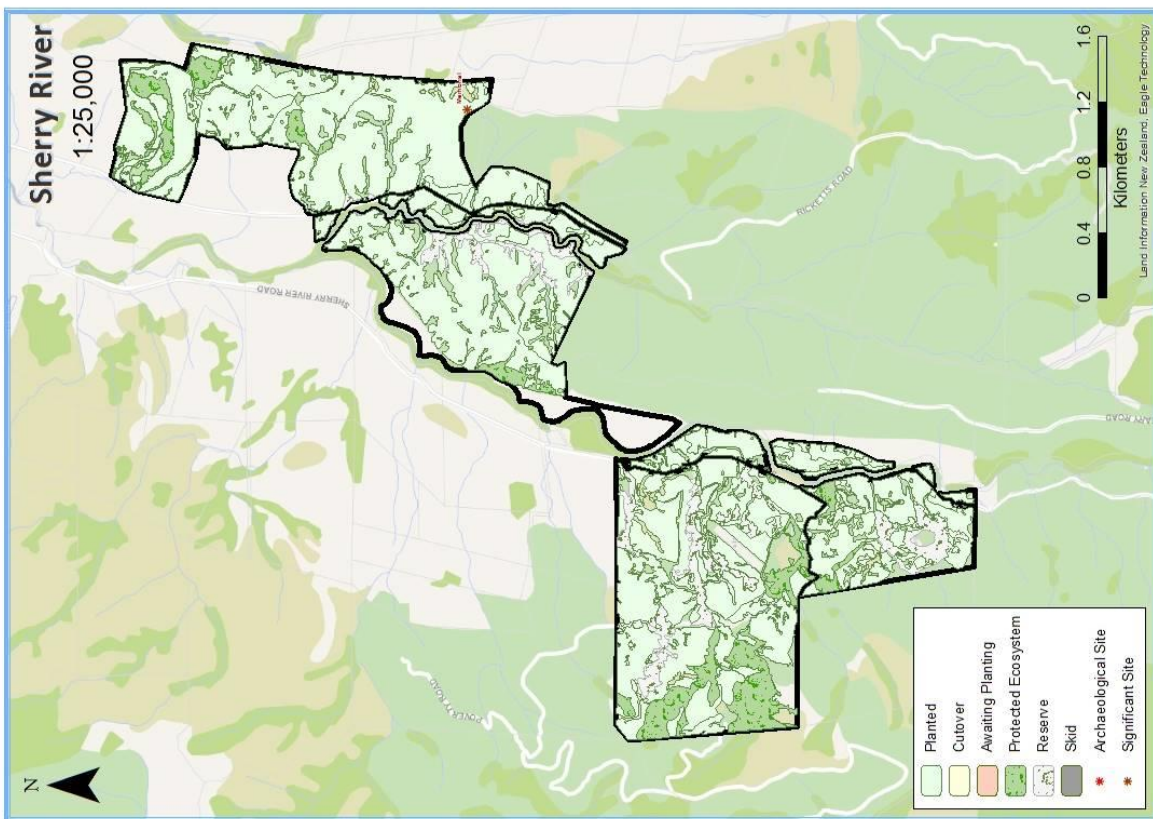 Sherry River
1:25,000
N
SHERRY RIVER ROAD
ROAD
RICKETTS ROAD
ROAD
Planted
Cutover
Awaiting Planting
Protected Ecosystem
Reserve
Skid
Archaeological Site
Significant Site
0 0.4 0.8 1.2 1.6
Kilometers
Land Information New Zealand, Eagle Technology